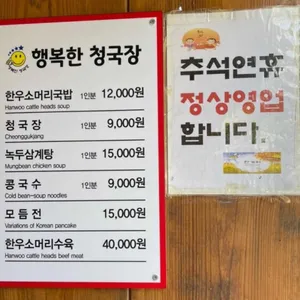 행복한 청국장
한우소머리국밥 1인분 12,000원
Hanwoo cattle heads soup
청국장 1인분 9,000원
Cheonggukjang
녹두삼계탕 1인분 15,000원
Mungbean chicken soup
콩국수 1인분 9,000원
Cold bean-soup noodles
모듬전 15,000원
Variations of Korean pancake
한우소머리수육 40,000원
Hanwoo cattle heads beef meat
추석연휴
정상영업
합니다.